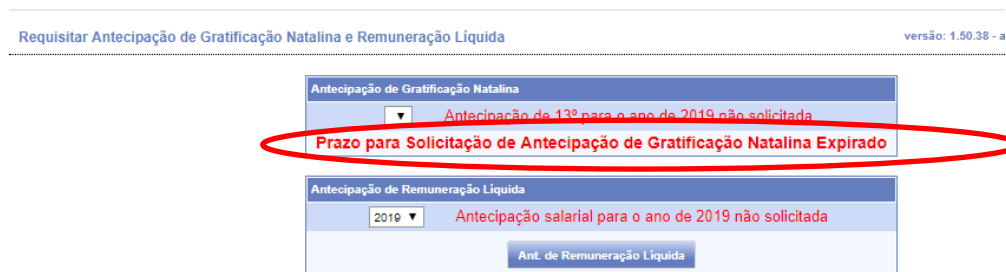 Requisitar Antecipação de Gratificação Natalina e Remuneração Líquida versão: 1.50.38 - a
Antecipação de Gratificação Natalina
Antecipação de 13º para o ano de 2019 não solicitada
Prazo para Solicitação de Antecipação de Gratificação Natalina Expirado
Antecipação de Remuneração Líquida
2019 Antecipação salarial para o ano de 2019 não solicitada
Ant. de Remuneração Líquida